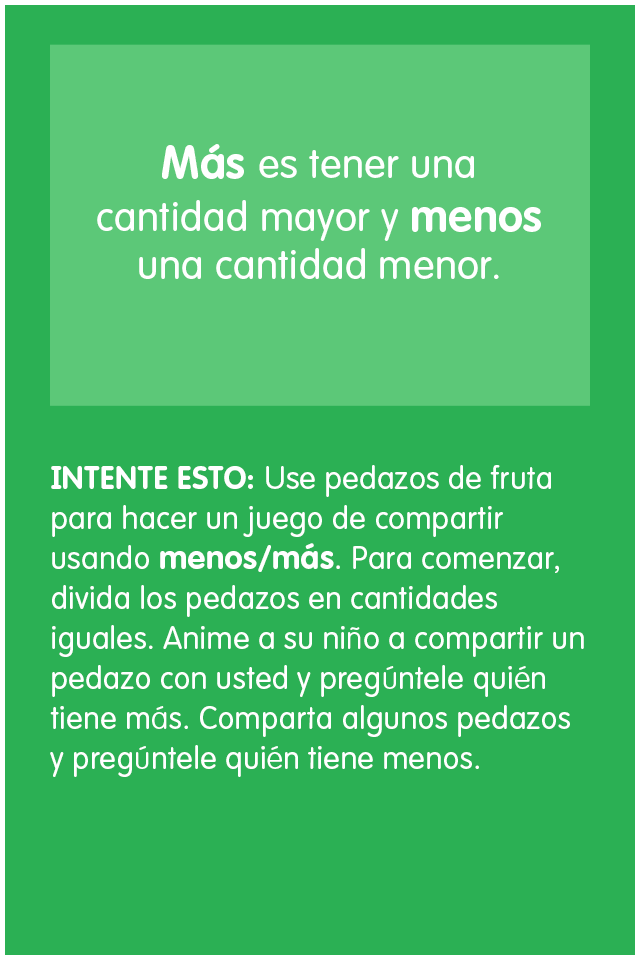 Más es tener una
cantidad mayor y menos
una cantidad menor.
INTENTE ESTO: Use pedazos de fruta
para hacer un juego de compartir
usando menos/más. Para comenzar,
divida los pedazos en cantidades
iguales. Anime a su niño a compartir un
pedazo con usted y pregúntele quién
tiene más. Comparta algunos pedazos
y pregúntele quién tiene menos.